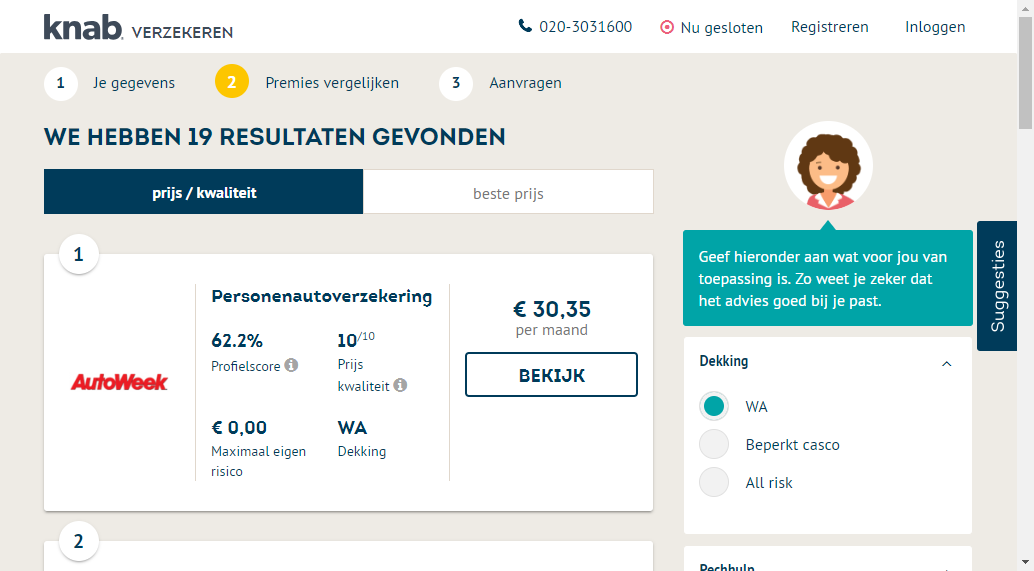 knab. VERZEKEREN
020-3031600
Nu gesloten
Registreren
Inloggen
1 Je gegevens
2 Premies vergelijken
3 Aanvragen
WE HEBBEN 19 RESULTATEN GEVONDEN
prijs / kwaliteit
beste prijs
1
AutoWeek
Personenautoverzekering
62.2%
Profielscore
10/10
Prijs
kwaliteit
€ 0,00
Maximaal eigen
risico
WA
Dekking
€ 30,35
per maand
BEKIJK
2
Geef hieronder aan wat voor jou van
toepassing is. Zo weet je zeker dat
het advies goed bij je past.
Suggesties
Dekking
WA
Beperkt casco
All risk
Pechhulp